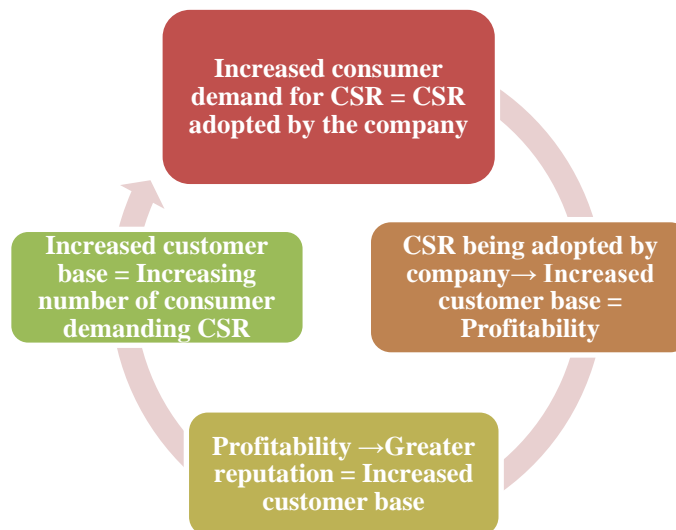 Increased consumer
demand for CSR = CSR
adopted by the company
CSR being adopted by
company→ Increased
customer base =
Profitability
Profitability →Greater
reputation = Increased
customer base
Increased customer
base = Increasing
number of consumer
demanding CSR